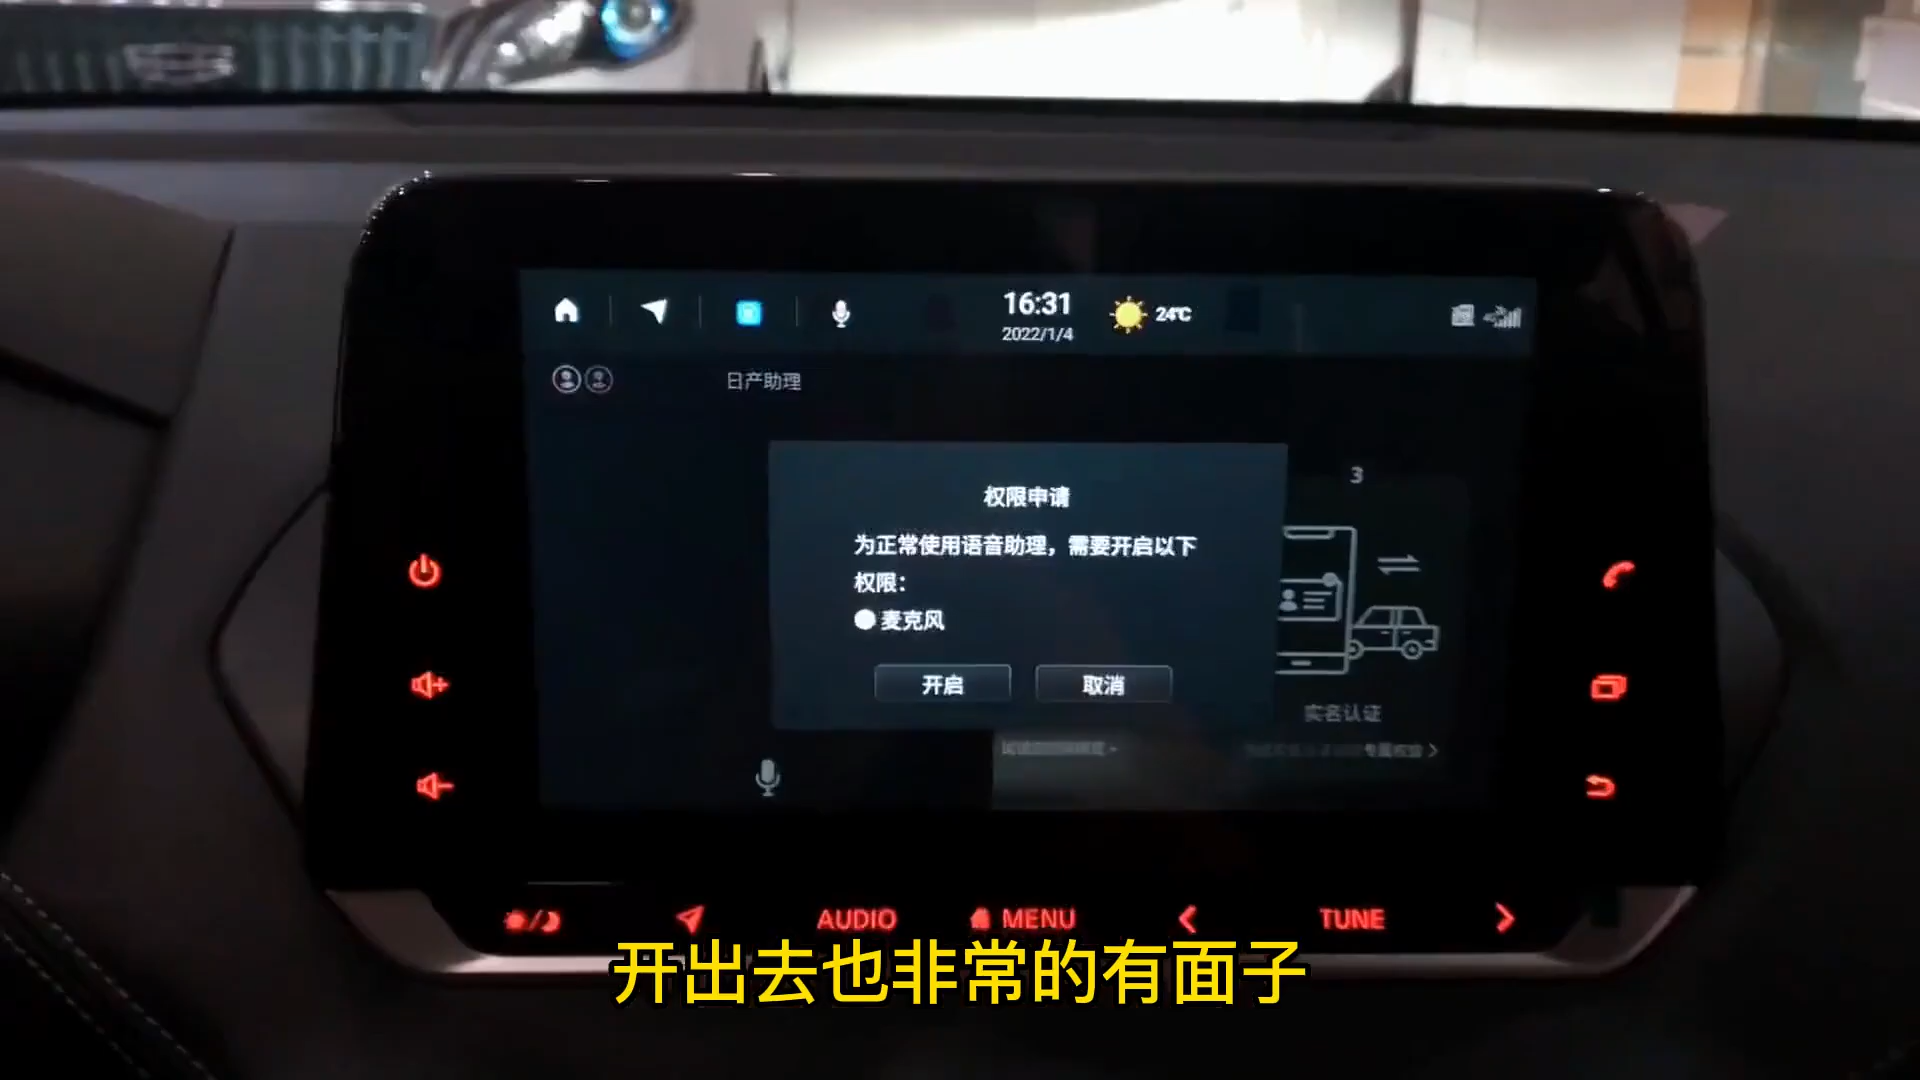 16:31
24℃
2022/1/4
日产助理
3
权限申请
为正常使用语音助理，需要开启以下
权限：
麦克风
开启
取消
实名认证
AUDIO
MENU
TUNE
开出去也非常的有面子